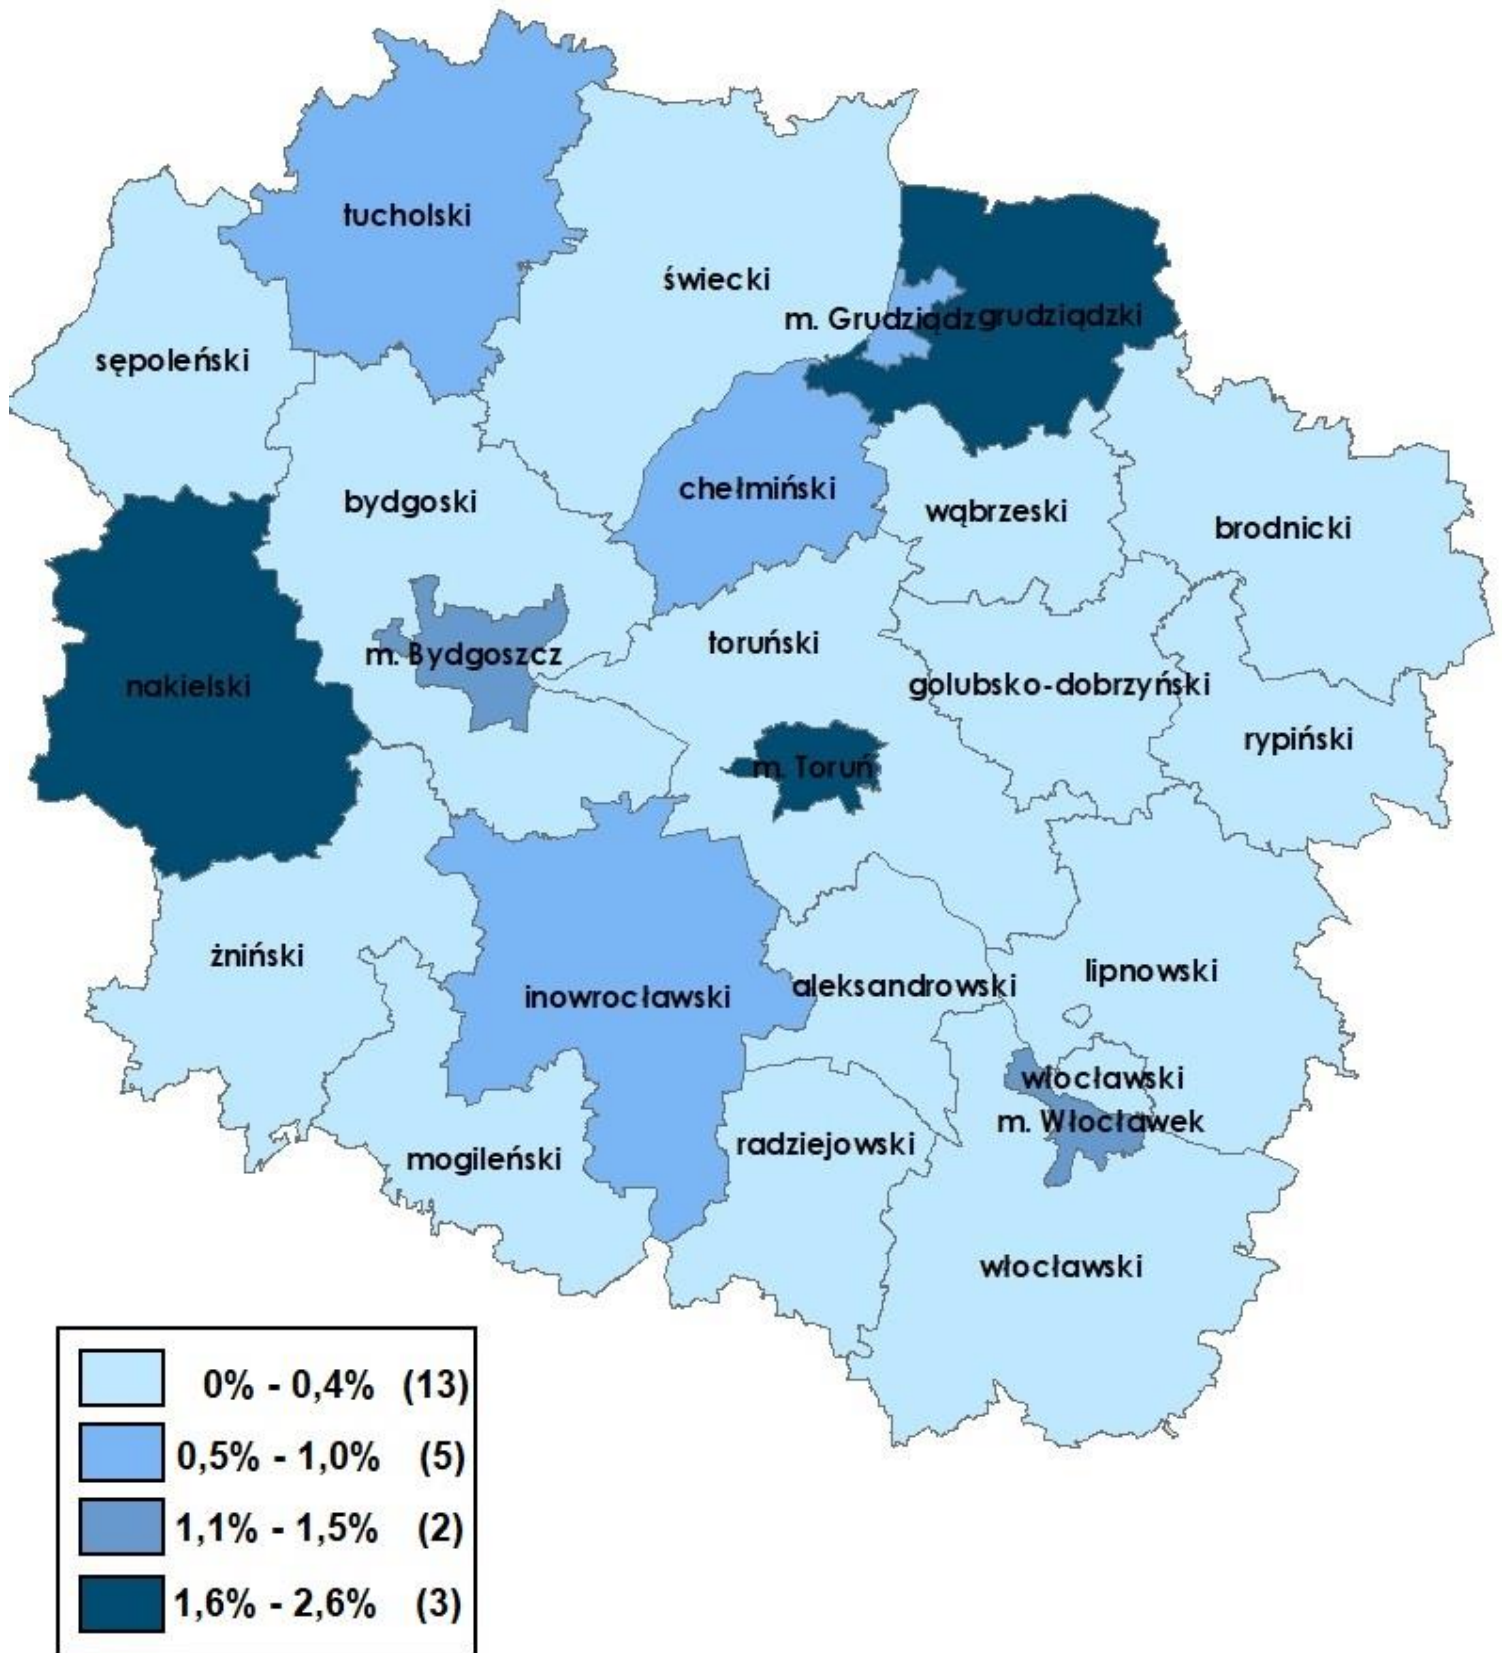 tucholski
świecki
m. Grudziądz
grudziądzki
sępoleński
chełmiński
bydgoski
wąbrzeski
brodnicki
toruński
m. Bydgoszcz
nakielski
golubsko-dobrzyński
rypiński
m. Toruń
żniński
lipnowski
aleksandrowski
inowrocławski
włocławski
m. Włocławek
radziejowski
mogileński
włocławski
0% - 0,4% (13)
0,5% - 1,0% (5)
1,1% - 1,5% (2)
1,6% - 2,6% (3)